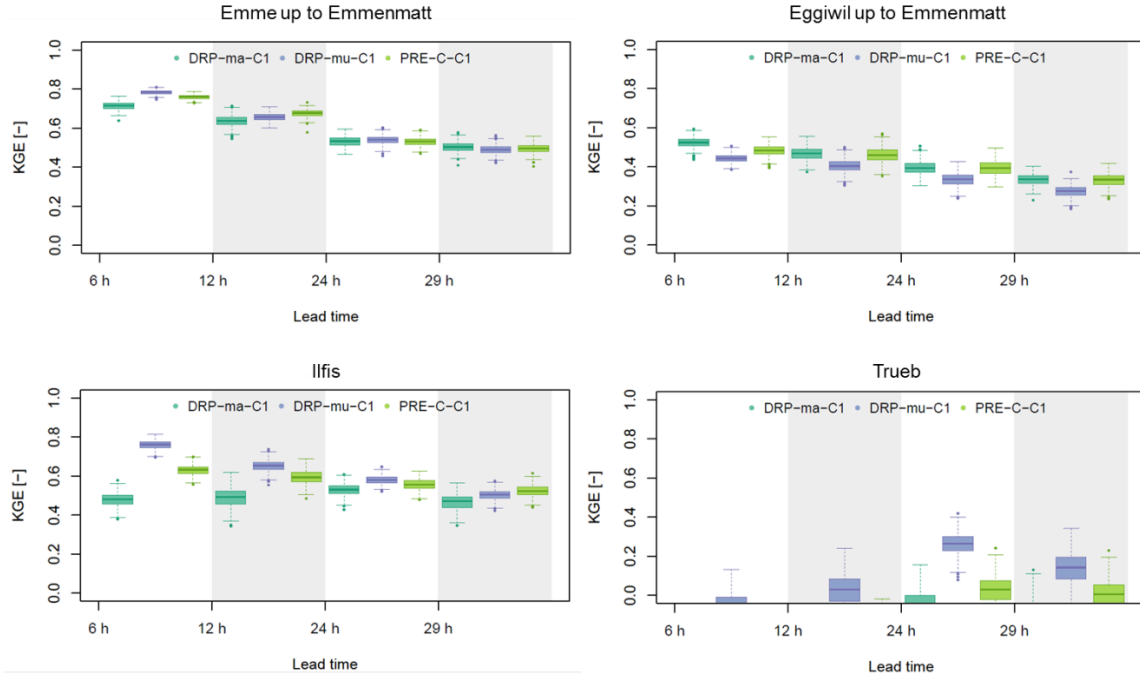 Emme up to Emmenmatt
DRP-ma-C1 DRP-mu-C1 PRE-C-C1
KGE [-]
1.0
0.8
0.6
0.4
0.2
0.0
6 h 12 h 24 h 29 h
Lead time
Eggiwil up to Emmenmatt
DRP-ma-C1 DRP-mu-C1 PRE-C-C1
KGE [-]
1.0
0.8
0.6
0.4
0.2
0.0
6 h 12 h 24 h 29 h
Lead time
Ilfis
DRP-ma-C1 DRP-mu-C1 PRE-C-C1
KGE [-]
1.0
0.8
0.6
0.4
0.2
0.0
6 h 12 h 24 h 29 h
Lead time
Trueb
DRP-ma-C1 DRP-mu-C1 PRE-C-C1
KGE [-]
1.0
0.8
0.6
0.4
0.2
0.0
6 h 12 h 24 h 29 h
Lead time